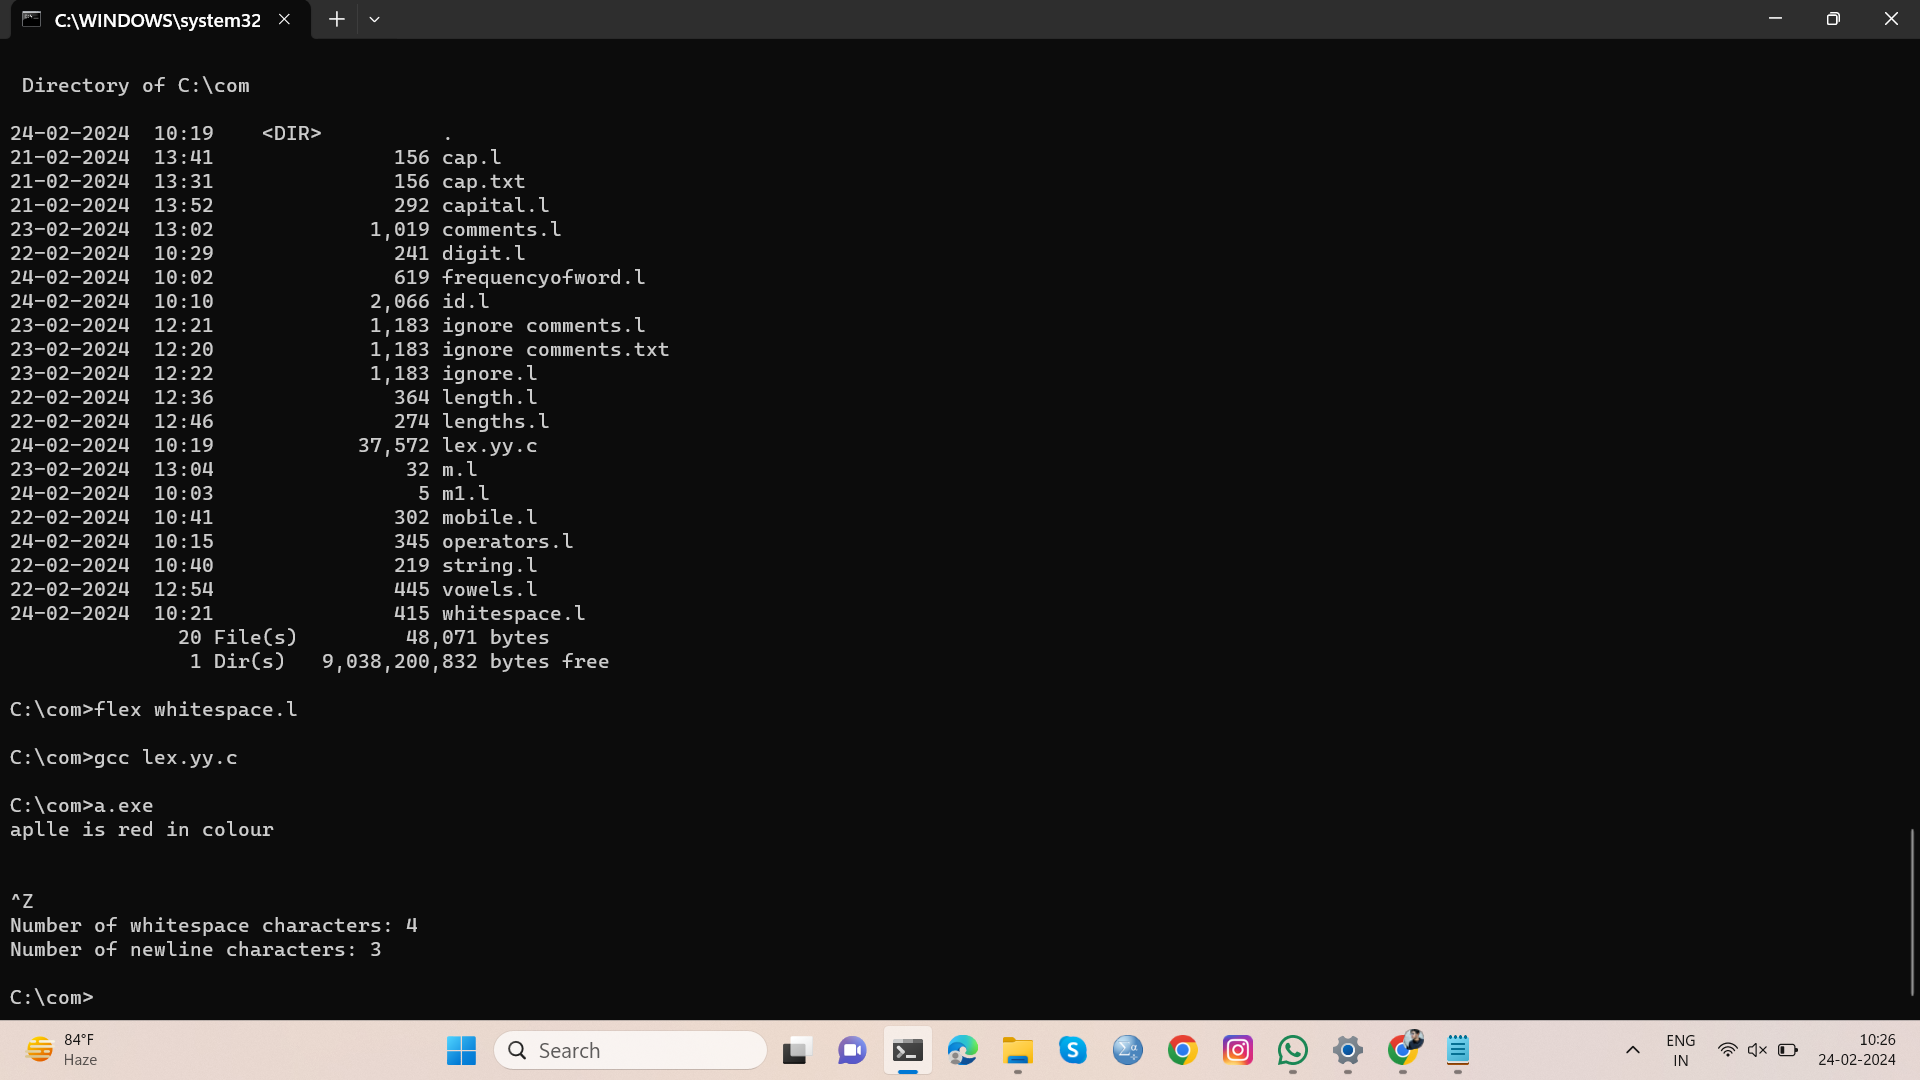 C:\WINDOWS\system32
Directory of C:\com
24-02-2024  10:19    <DIR>          .
21-02-2024  13:41               156 cap.l
21-02-2024  13:31               156 cap.txt
21-02-2024  13:52               292 capital.l
23-02-2024  13:02             1,019 comments.l
22-02-2024  10:29               241 digit.l
24-02-2024  10:02               619 frequencyofword.l
24-02-2024  10:10             2,066 id.l
23-02-2024  12:21             1,183 ignore comments.l
23-02-2024  12:20             1,183 ignore comments.txt
23-02-2024  12:22             1,183 ignore.l
22-02-2024  12:36               364 length.l
22-02-2024  12:46               274 lengths.l
24-02-2024  10:19            37,572 lex.yy.c
23-02-2024  13:04                32 m.l
24-02-2024  10:03                 5 m1.l
22-02-2024  10:41               302 mobile.l
24-02-2024  10:15               345 operators.l
22-02-2024  10:40               219 string.l
22-02-2024  12:54               445 vowels.l
24-02-2024  10:21               415 whitespace.l
20 File(s)         48,071 bytes
1 Dir(s)   9,038,200,832 bytes free
C:\com>flex whitespace.l
C:\com>gcc lex.yy.c
C:\com>a.exe
aplle is red in colour
^Z
Number of whitespace characters: 4
Number of newline characters: 3
C:\com>
84°F
Haze
Search
ENG
IN
10:26
24-02-2024